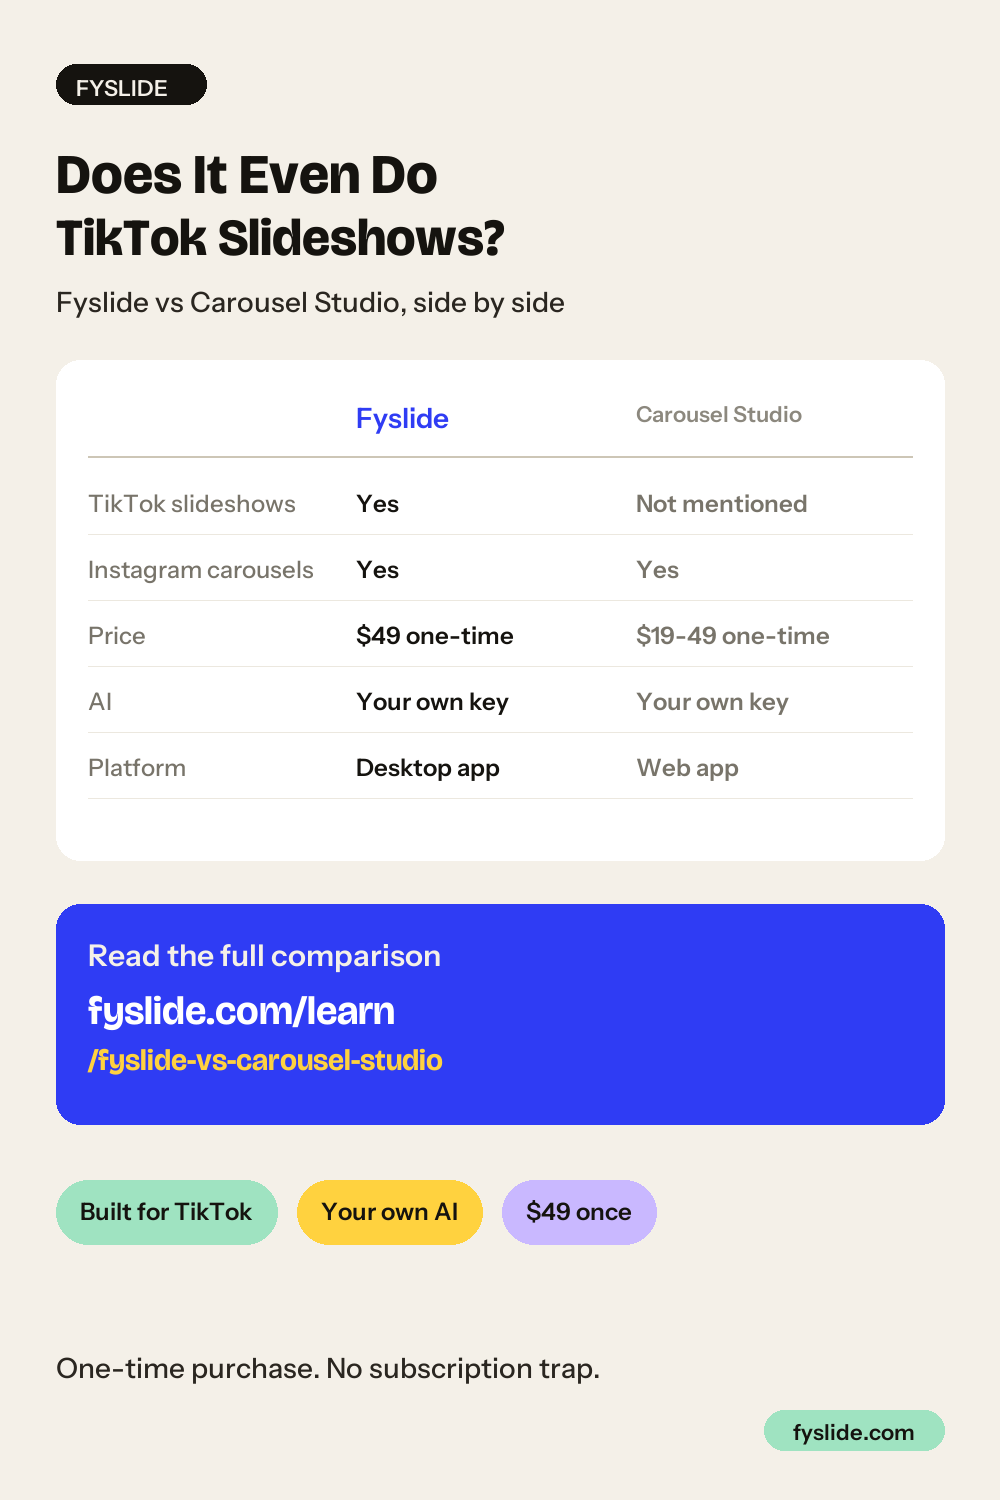 FYSLIDE
Does It Even Do
TikTok Slideshows?
Fyslide vs Carousel Studio, side by side
Fyslide Carousel Studio
TikTok slideshows Yes Not mentioned
Instagram carousels Yes Yes
Price $49 one-time $19-49 one-time
AI Your own key Your own key
Platform Desktop app Web app
Read the full comparison
fyslide.com/learn
/fyslide-vs-carousel-studio
Built for TikTok Your own AI $49 once
One-time purchase. No subscription trap.
fyslide.com